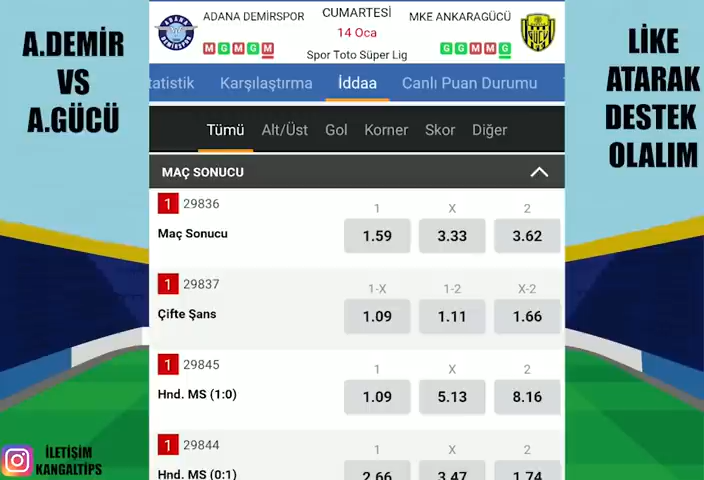 A.DEMİR
VS
A.GÜCÜ
ADANA DEMİRSPOR
M G M G M
CUMARTESİ
14 Oca
Spor Toto Süper Lig
MKE ANKARAGÜCÜ
G G M M G
LİKE
ATARAK
DESTEK
OLALIM
tatistik Karşılaştırma İddaa Canlı Puan Durumu
Tümü Alt/Üst Gol Korner Skor Diğer
MAÇ SONUCU
1 29836
Maç Sonucu
1 X 2
1.59 3.33 3.62
1 29837
Çifte Şans
1-X 1-2 X-2
1.09 1.11 1.66
1 29845
Hnd. MS (1:0)
1 X 2
1.09 5.13 8.16
1 29844
Hnd. MS (0:1)
1 X 2
2.66 3.47 1.74
İLETİŞİM
KANGALTİPS